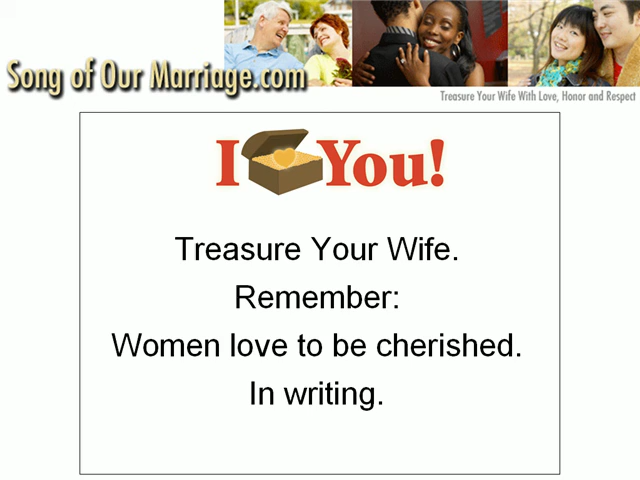 Song of Our Marriage.com
Treasure Your Wife With Love, Honor and Respect
I You!
Treasure Your Wife.
Remember:
Women love to be cherished.
In writing.